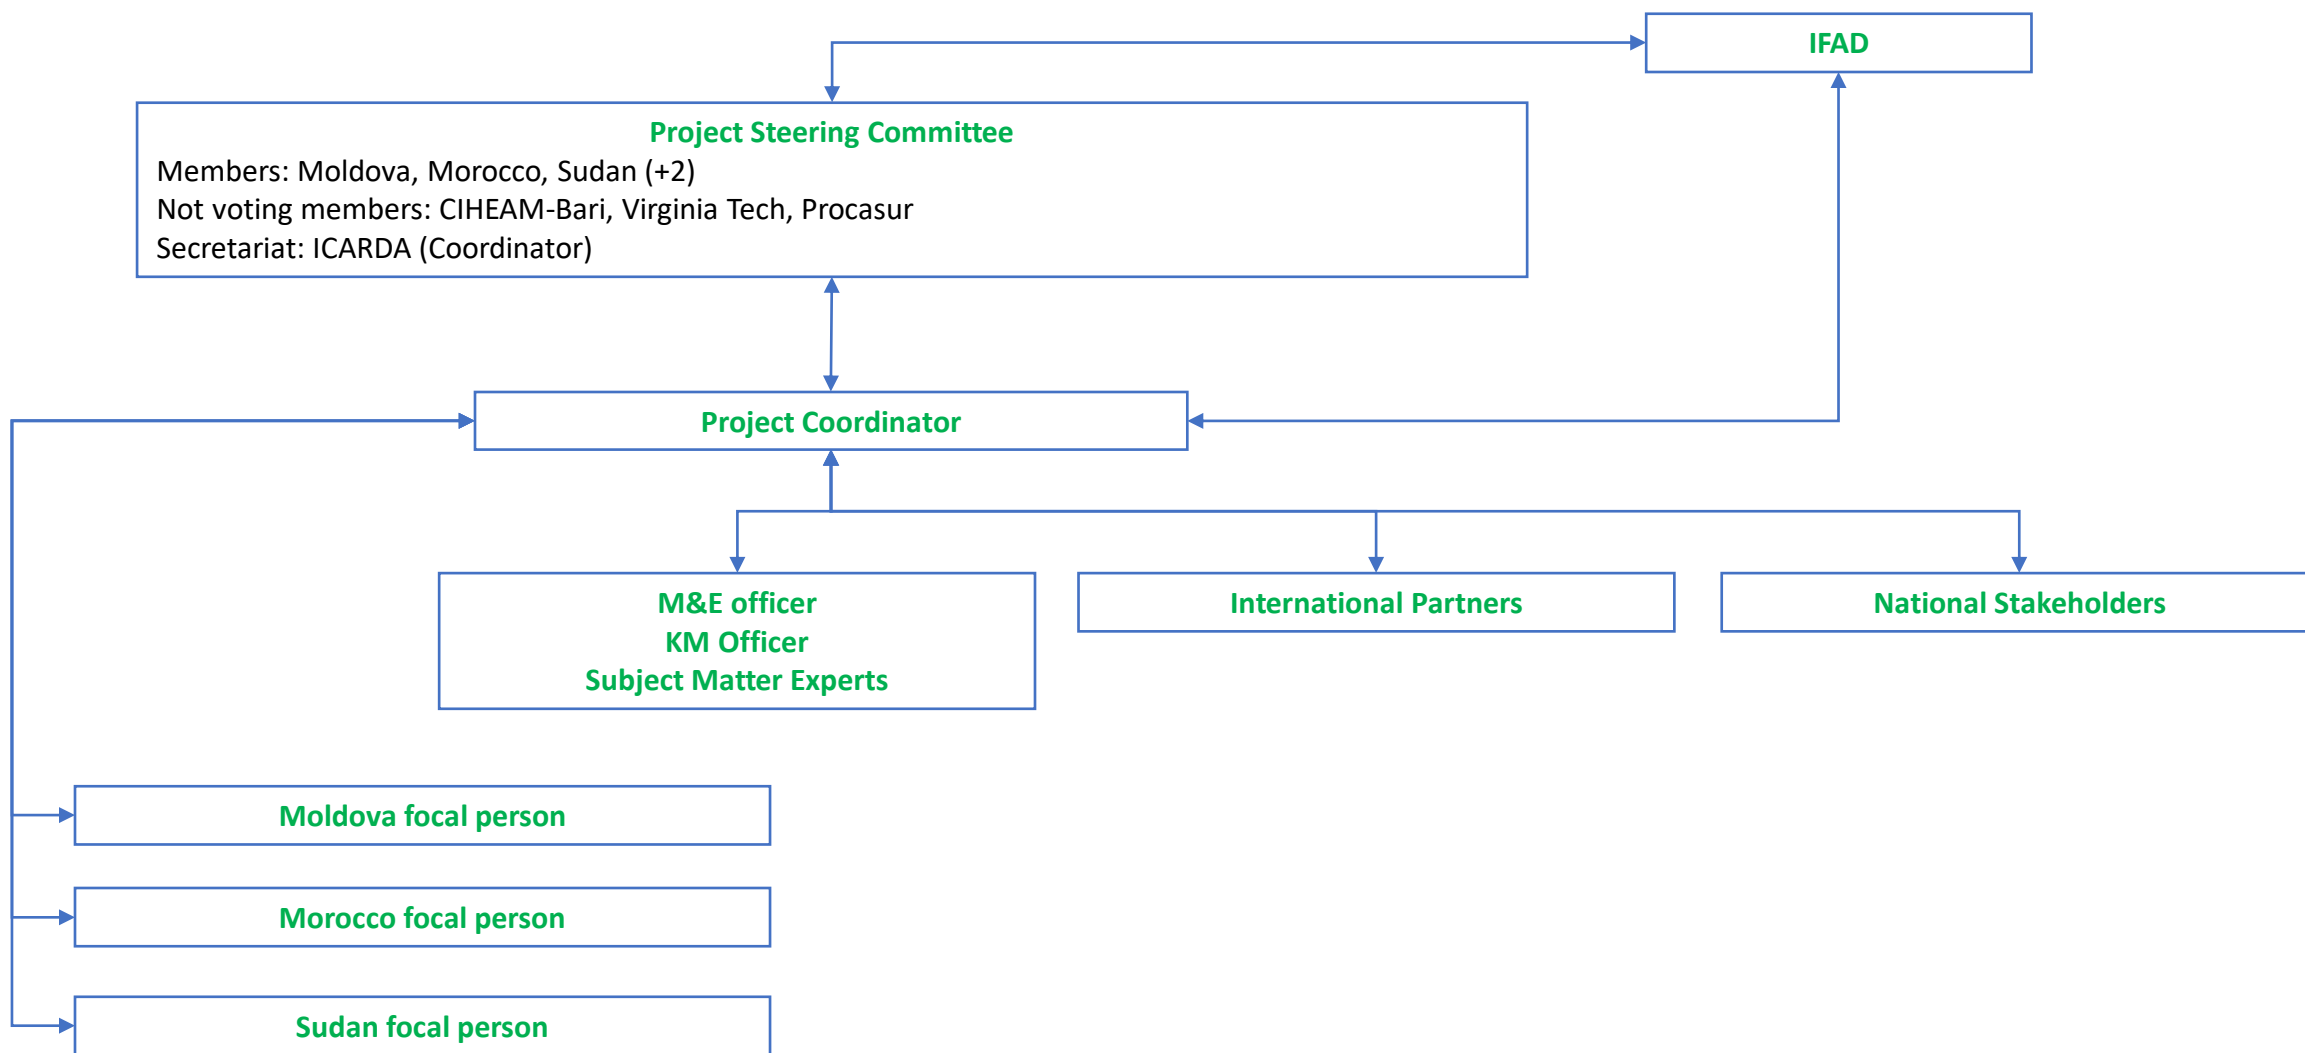 IFAD
Project Steering Committee
Members: Moldova, Morocco, Sudan (+2)
Not voting members: CIHEAM-Bari, Virginia Tech, Procasur
Secretariat: ICARDA (Coordinator)
Project Coordinator
M&E officer
KM Officer
Subject Matter Experts
International Partners
National Stakeholders
Moldova focal person
Morocco focal person
Sudan focal person